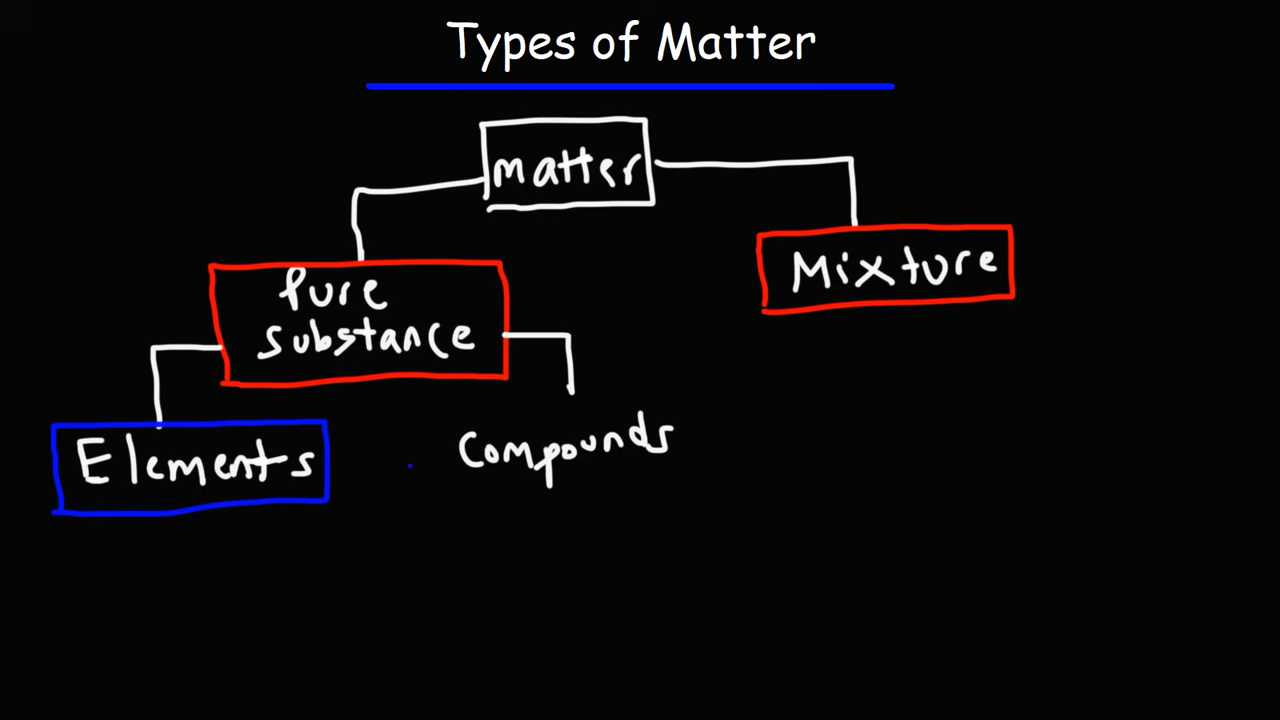 Types of Matter
matter
Mixture
Pure
substance
Elements
Compounds